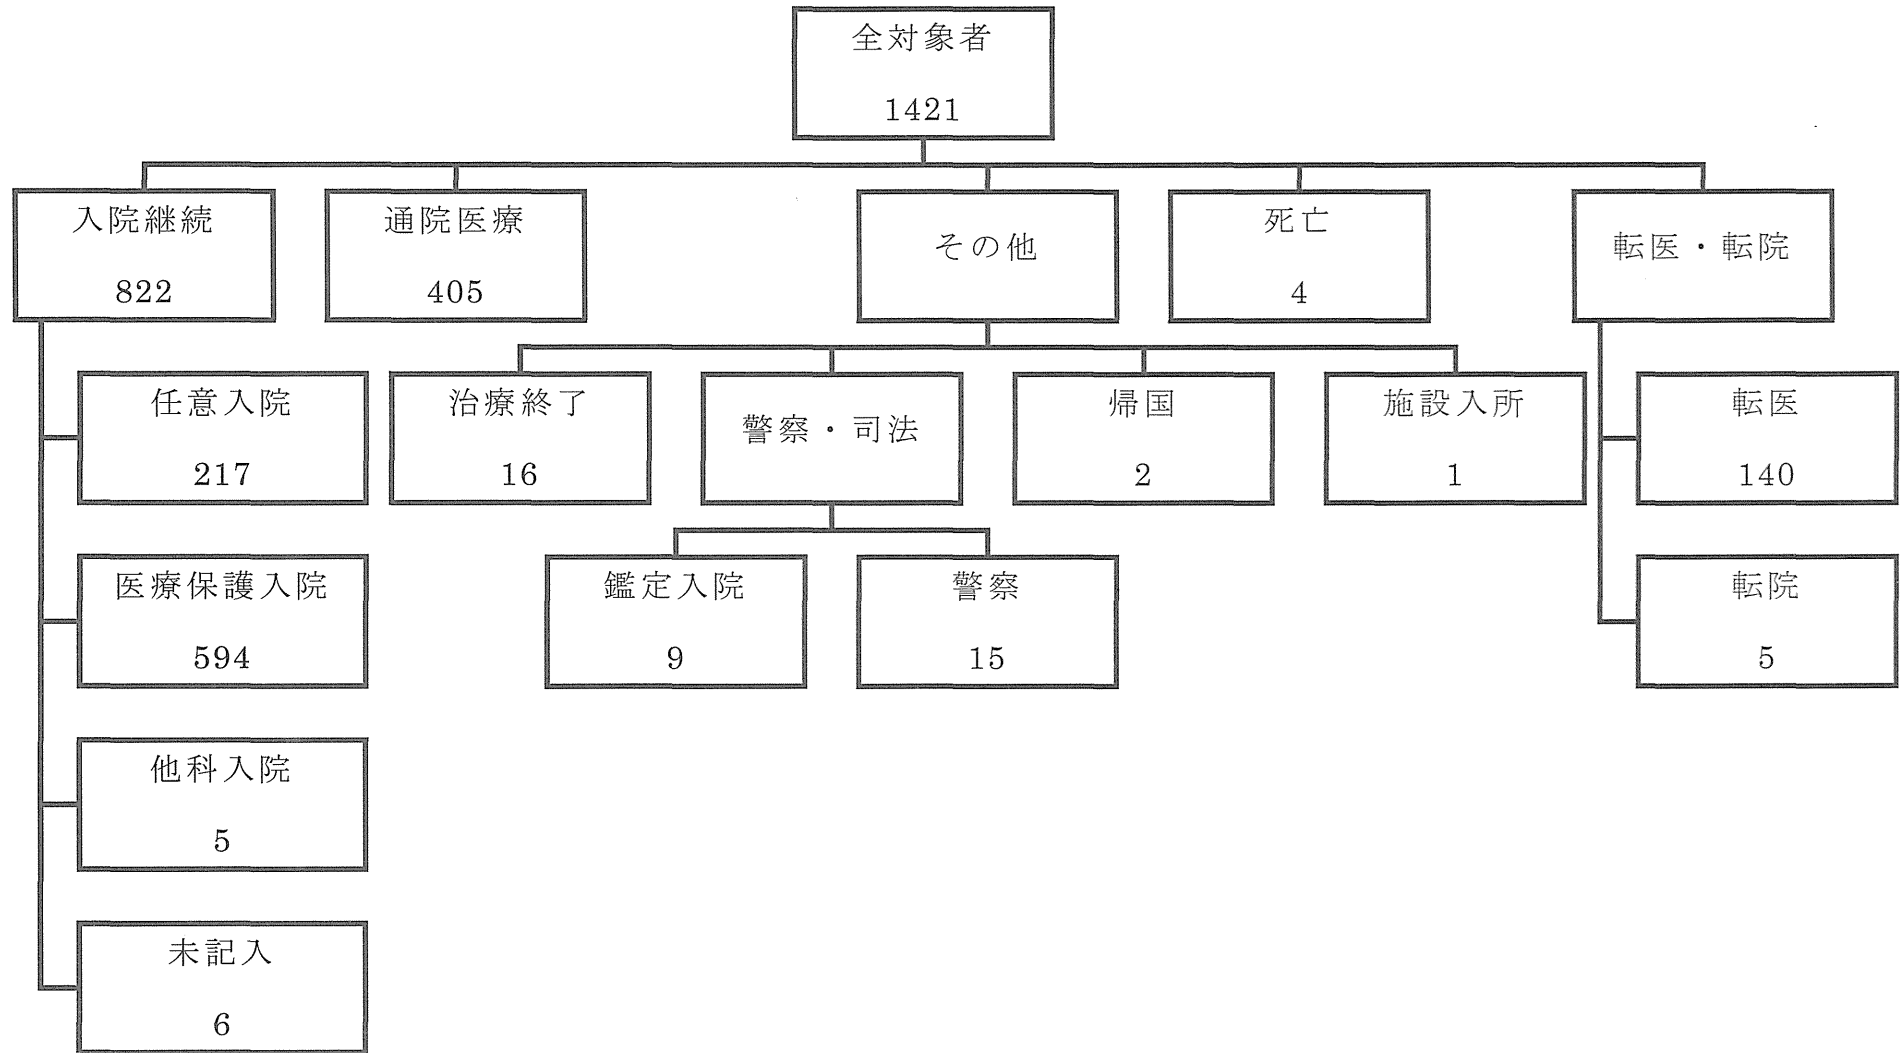 全対象者
1421
入院継続
822
通院医療
405
その他
死亡
4
転医・転院
任意入院
217
治療終了
16
警察・司法
帰国
2
施設入所
1
転医
140
医療保護入院
594
鑑定入院
9
警察
15
転院
5
他科入院
5
未記入
6